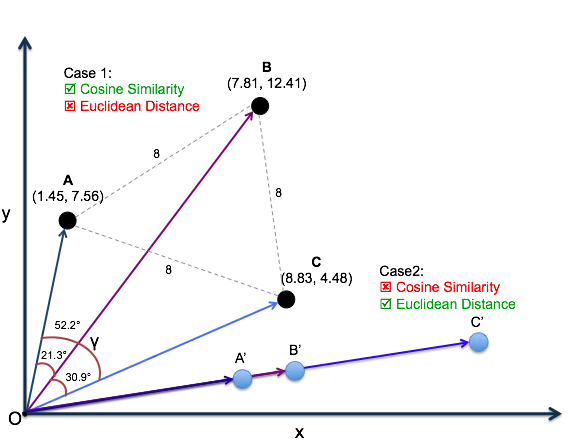 Case 1:
Cosine Similarity
Euclidean Distance
B
(7.81, 12.41)
8
A
(1.45, 7.56)
8
y
8
C
(8.83, 4.48)
Case2:
Cosine Similarity
Euclidean Distance
52.2°
γ
21.3°
30.9°
A'
B'
C'
O
x